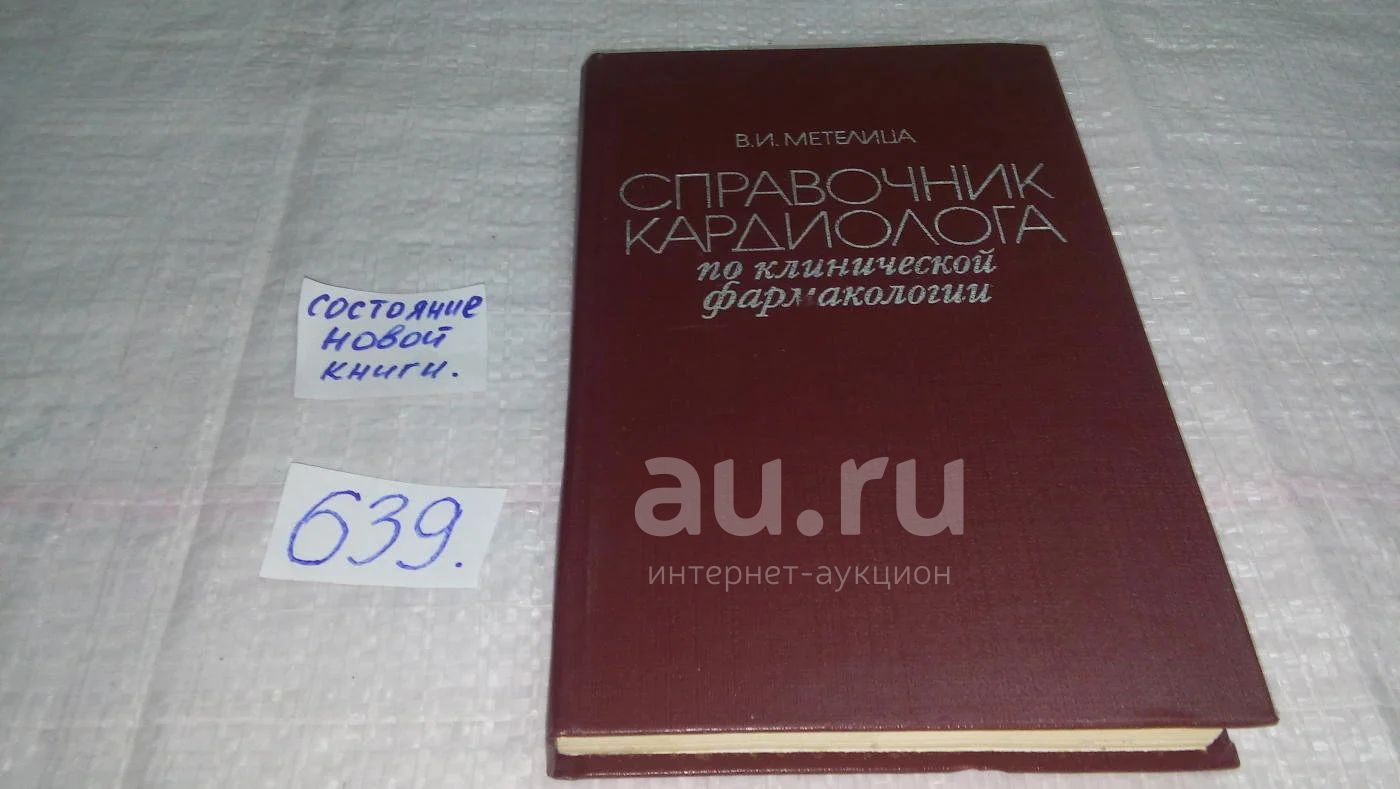 В.И. МЕТЕЛИЦА
СПРАВОЧНИК
КАРДИОЛОГА
по клинической
фармакологии
состояние
новой
книги.
639.
au.ru
интернет-аукцион